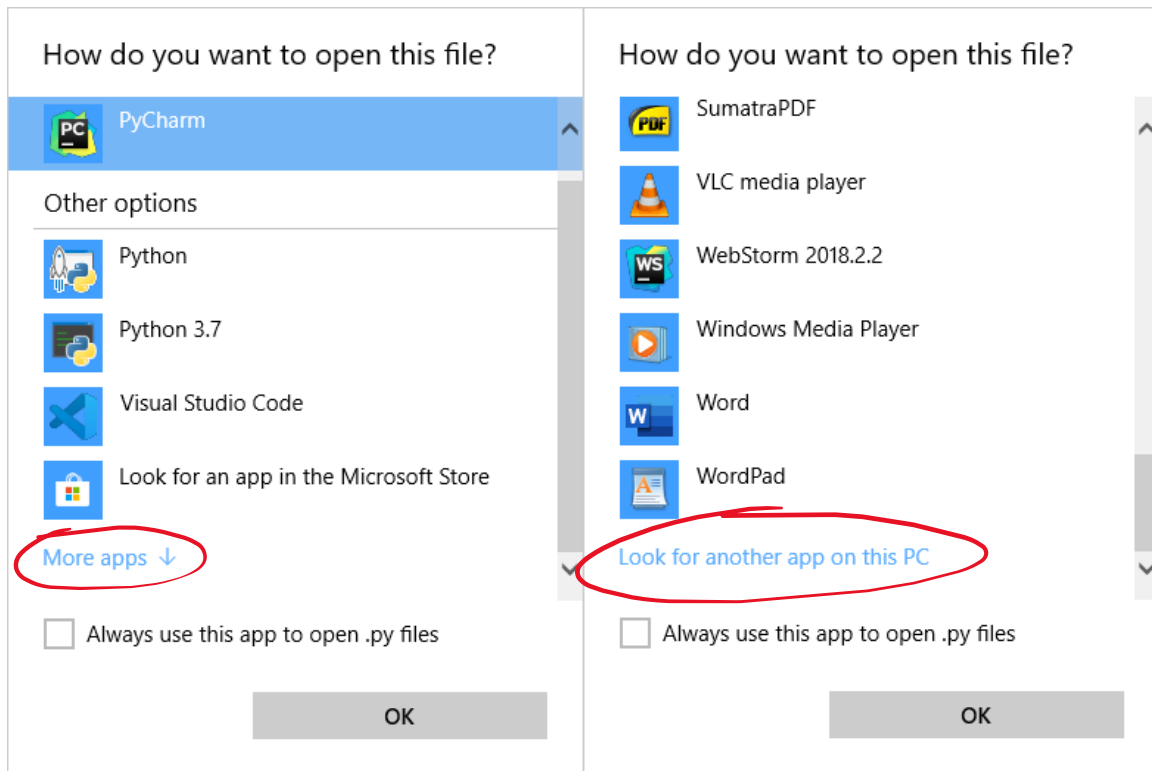 How do you want to open this file?
PC
PyCharm
Other options
Python
Python 3.7
Visual Studio Code
Look for an app in the Microsoft Store
More apps ↓
Always use this app to open .py files
OK
How do you want to open this file?
PDF
SumatraPDF
VLC media player
WS
WebStorm 2018.2.2
Windows Media Player
W
Word
A
WordPad
Look for another app on this PC
Always use this app to open .py files
OK